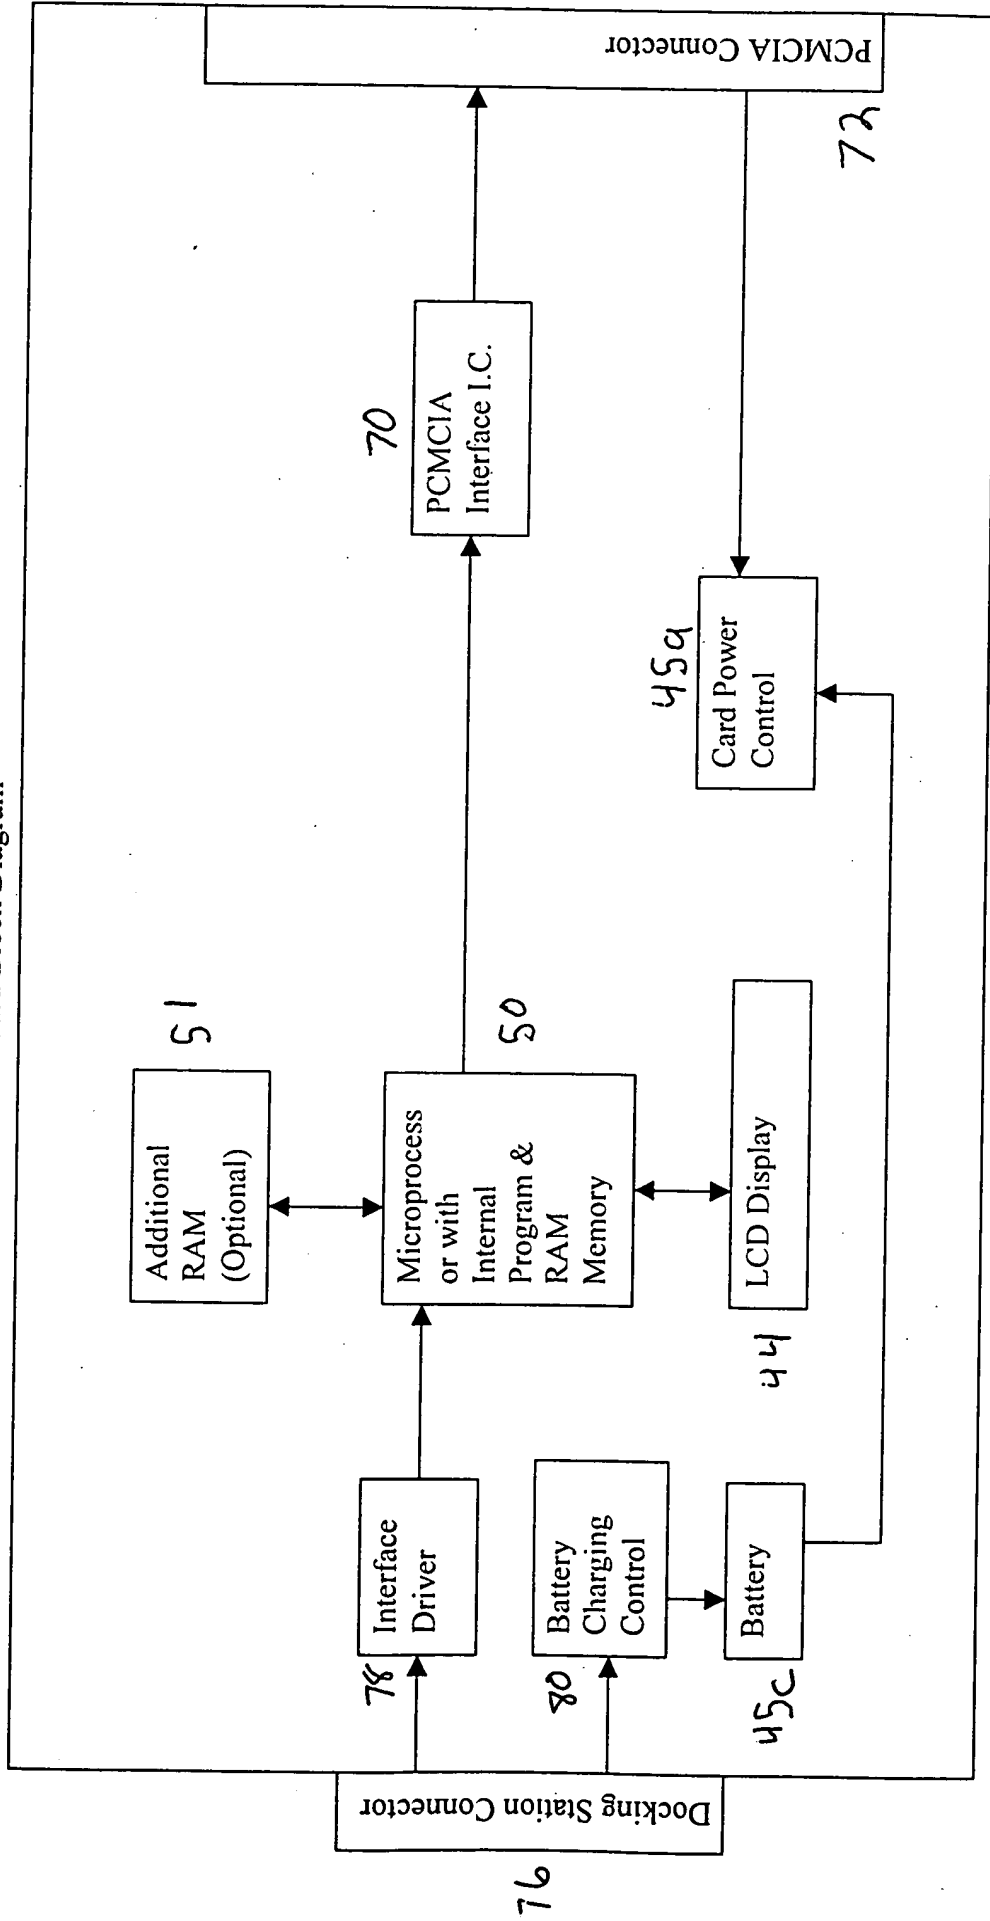 Block Diagram
Additional
RAM
(Optional)
51
Interface
Driver
78
Microprocess
or with
Internal
Program &
RAM
Memory
50
PCMCIA
Interface I.C.
70
PCMCIA Connector
72
Docking Station Connector
76
Battery
Charging
Control
80
LCD Display
44
Card Power
Control
45a
Battery
45c